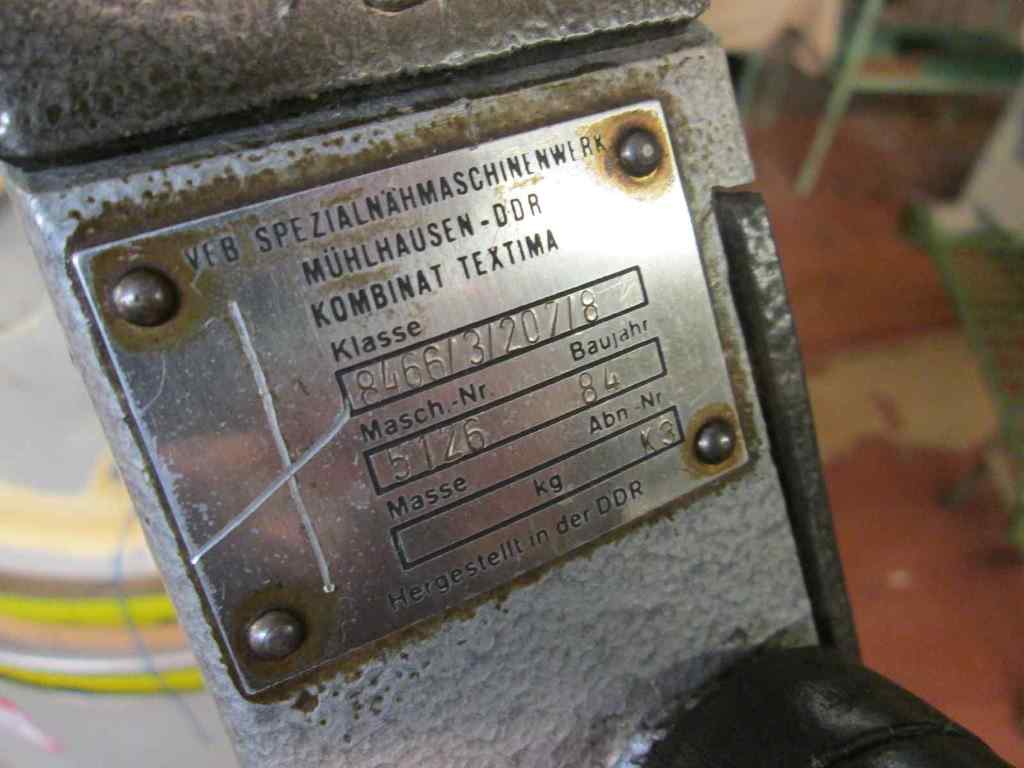 VEB SPEZIALNÄHMASCHINENWERK
MÜHLHAUSEN-DDR
KOMBINAT TEXTIMA
Klasse
8466/3/207/8
Masch.-Nr. Baujahr
5126 84
Masse Abn.-Nr
kg K3
Hergestellt in der DDR